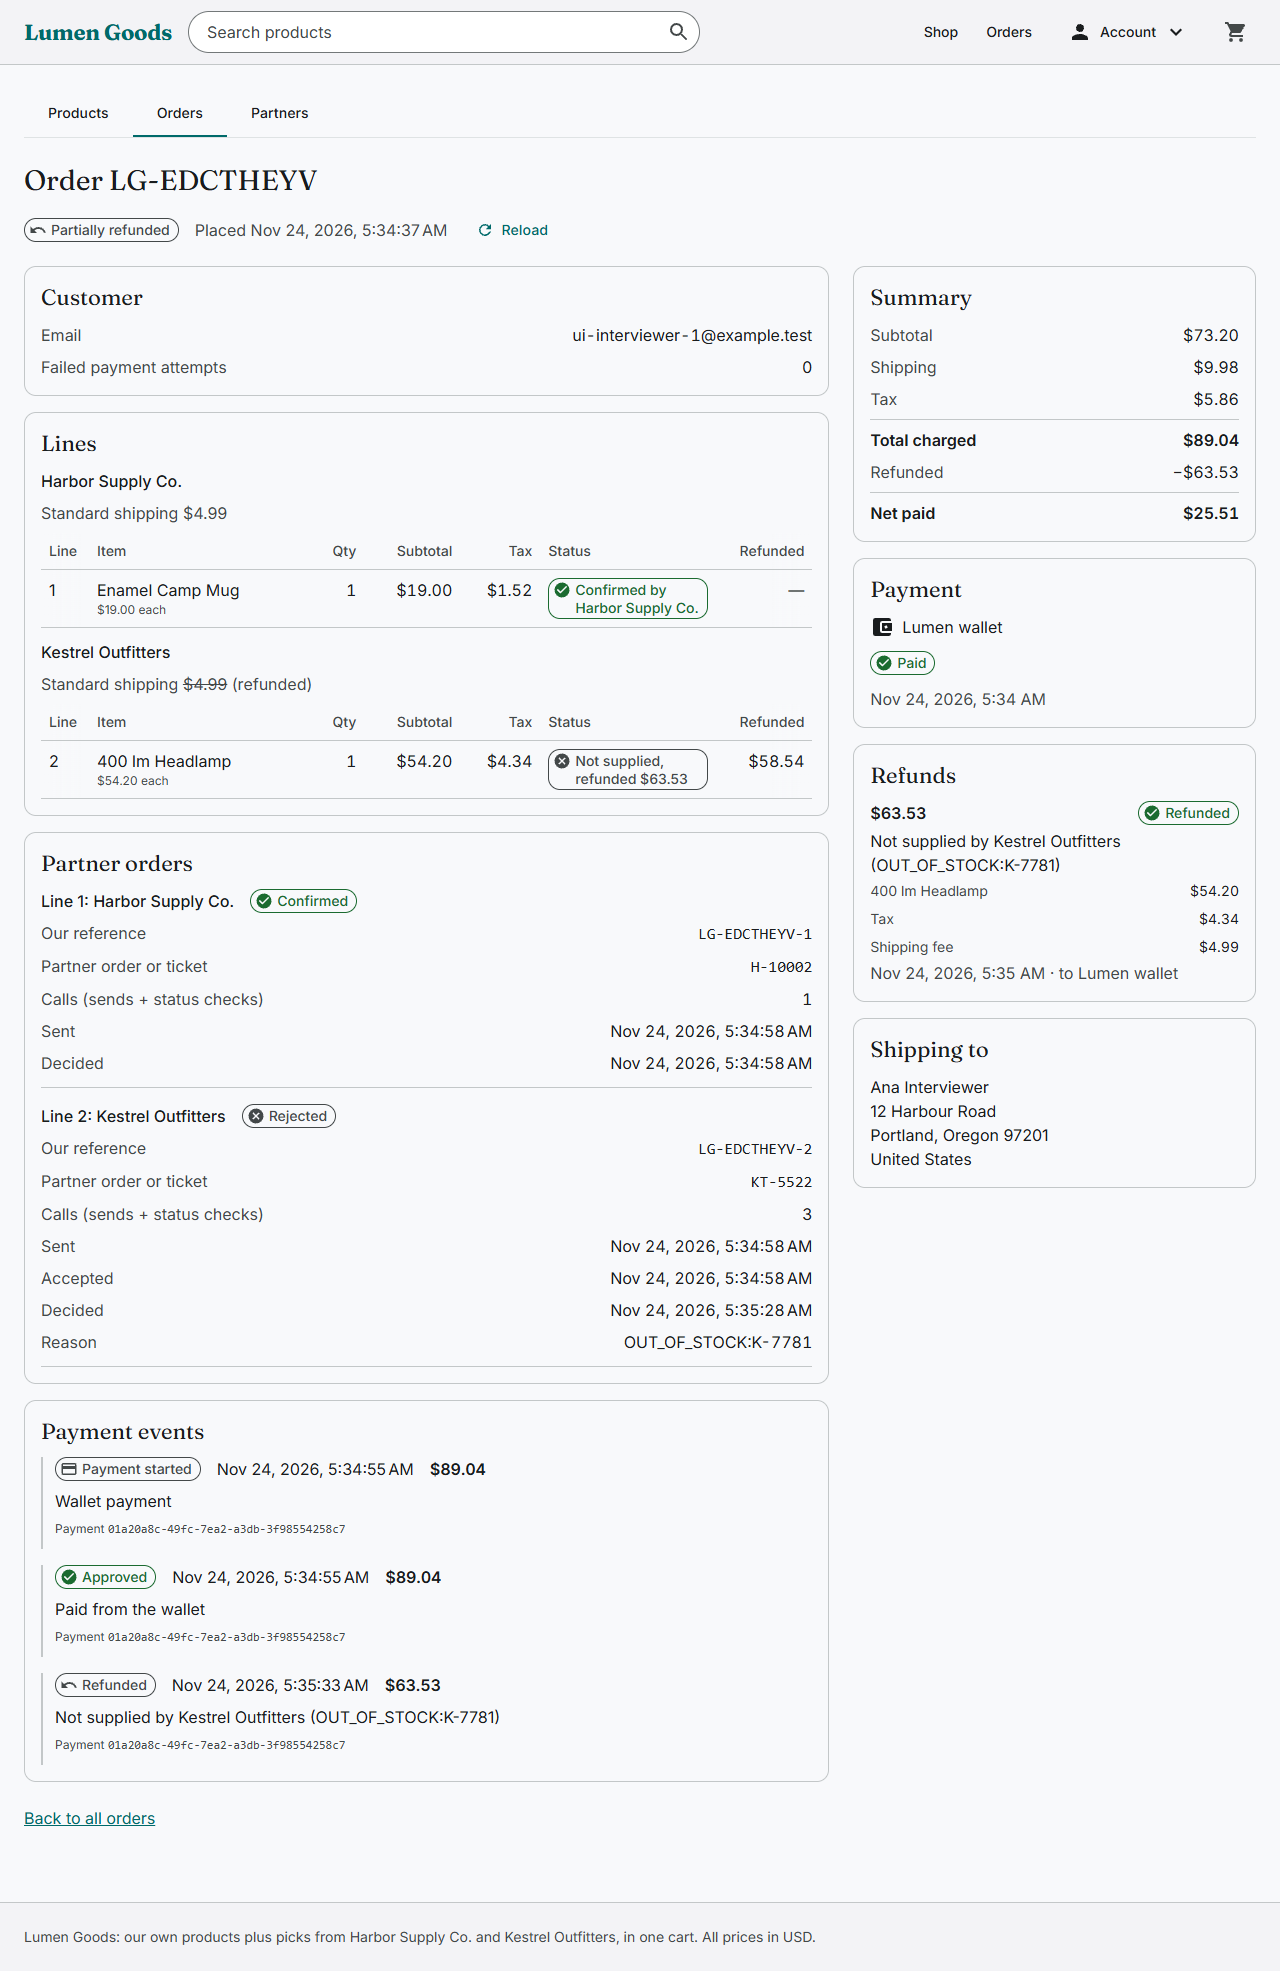 Lumen Goods
Search products
Shop
Orders
Account
Products
Orders
Partners
Order LG-EDCTHEYV
Partially refunded
Placed Nov 24, 2026, 5:34:37 AM
Reload
Customer
Email ui-interviewer-1@example.test
Failed payment attempts 0
Lines
Harbor Supply Co.
Standard shipping $4.99
Line Item Qty Subtotal Tax Status Refunded
1 Enamel Camp Mug 1 $19.00 $1.52 Confirmed by —
$19.00 each Harbor Supply Co.
Kestrel Outfitters
Standard shipping $4.99 (refunded)
Line Item Qty Subtotal Tax Status Refunded
2 400 lm Headlamp 1 $54.20 $4.34 Not supplied, $58.54
$54.20 each refunded $63.53
Partner orders
Line 1: Harbor Supply Co. Confirmed
Our reference LG-EDCTHEYV-1
Partner order or ticket H-10002
Calls (sends + status checks) 1
Sent Nov 24, 2026, 5:34:58 AM
Decided Nov 24, 2026, 5:34:58 AM
Line 2: Kestrel Outfitters Rejected
Our reference LG-EDCTHEYV-2
Partner order or ticket KT-5522
Calls (sends + status checks) 3
Sent Nov 24, 2026, 5:34:58 AM
Accepted Nov 24, 2026, 5:34:58 AM
Decided Nov 24, 2026, 5:35:28 AM
Reason OUT_OF_STOCK:K-7781
Payment events
Payment started Nov 24, 2026, 5:34:55 AM $89.04
Wallet payment
Payment 01a20a8c-49fc-7ea2-a3db-3f98554258c7
Approved Nov 24, 2026, 5:34:55 AM $89.04
Paid from the wallet
Payment 01a20a8c-49fc-7ea2-a3db-3f98554258c7
Refunded Nov 24, 2026, 5:35:33 AM $63.53
Not supplied by Kestrel Outfitters (OUT_OF_STOCK:K-7781)
Payment 01a20a8c-49fc-7ea2-a3db-3f98554258c7
Summary
Subtotal $73.20
Shipping $9.98
Tax $5.86
Total charged $89.04
Refunded −$63.53
Net paid $25.51
Payment
Lumen wallet
Paid
Nov 24, 2026, 5:34 AM
Refunds
$63.53 Refunded
Not supplied by Kestrel Outfitters
(OUT_OF_STOCK:K-7781)
400 lm Headlamp $54.20
Tax $4.34
Shipping fee $4.99
Nov 24, 2026, 5:35 AM · to Lumen wallet
Shipping to
Ana Interviewer
12 Harbour Road
Portland, Oregon 97201
United States
Back to all orders
Lumen Goods: our own products plus picks from Harbor Supply Co. and Kestrel Outfitters, in one cart. All prices in USD.